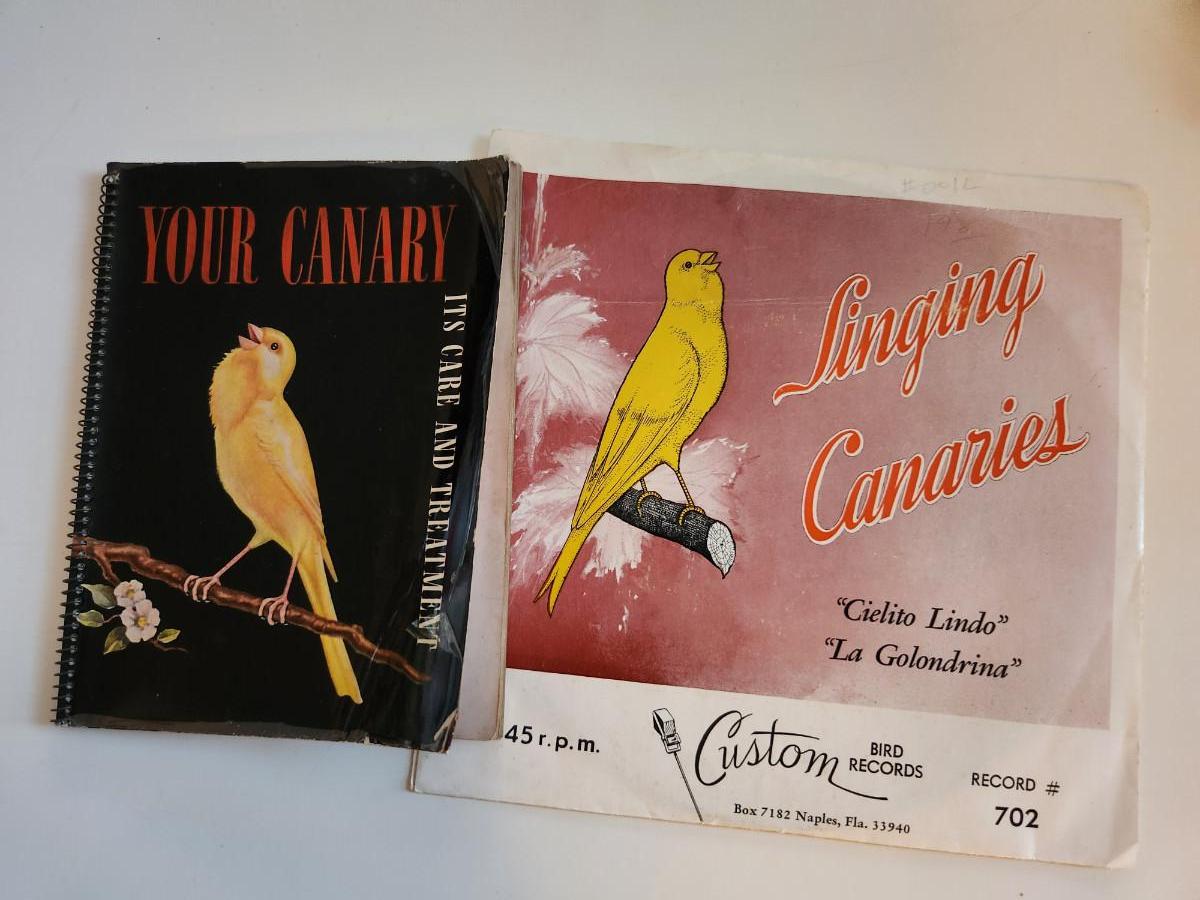 YOUR CANARY
ITS CARE AND TREATMENT
Singing
Canaries
“Cielito Lindo”
“La Golondrina”
45 r.p.m.
Custom
BIRD
RECORDS
RECORD #
702
Box 7182 Naples, Fla. 33940